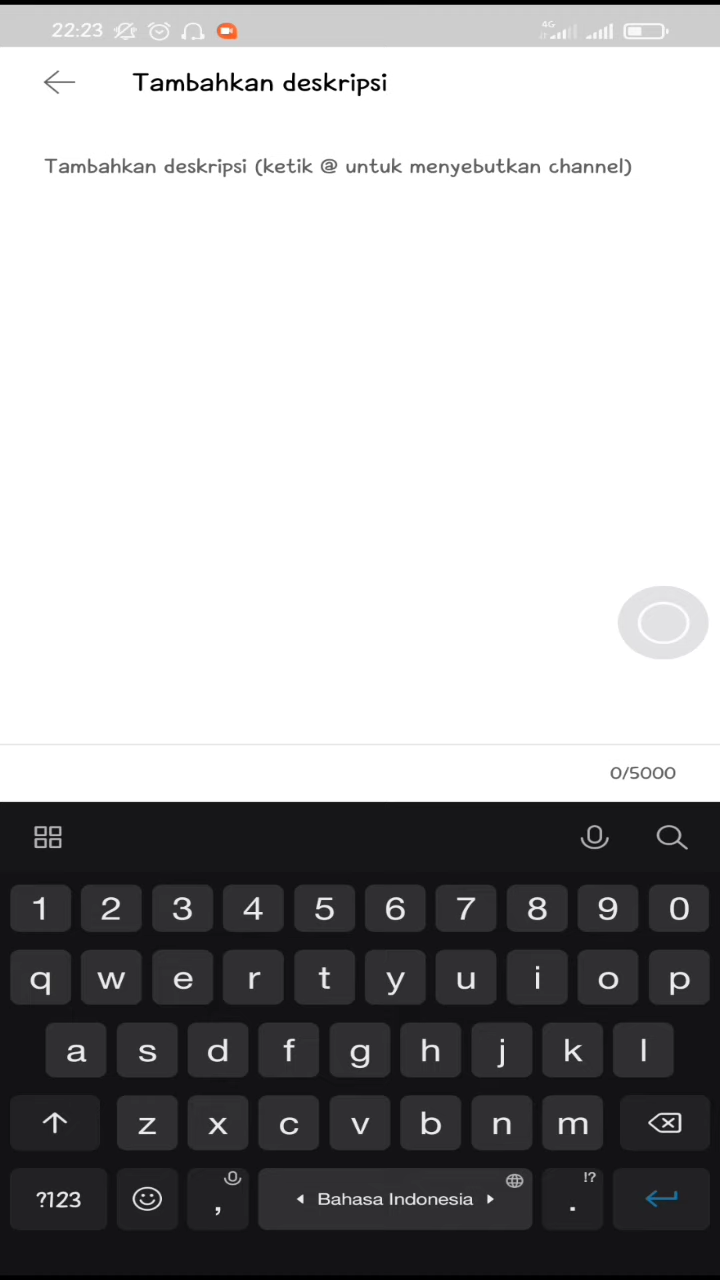 22:23 4G
Tambahkan deskripsi
Tambahkan deskripsi (ketik @ untuk menyebutkan channel)
0/5000
1 2 3 4 5 6 7 8 9 0
q w e r t y u i o p
a s d f g h j k l
z x c v b n m
?123 , Bahasa Indonesia . !?